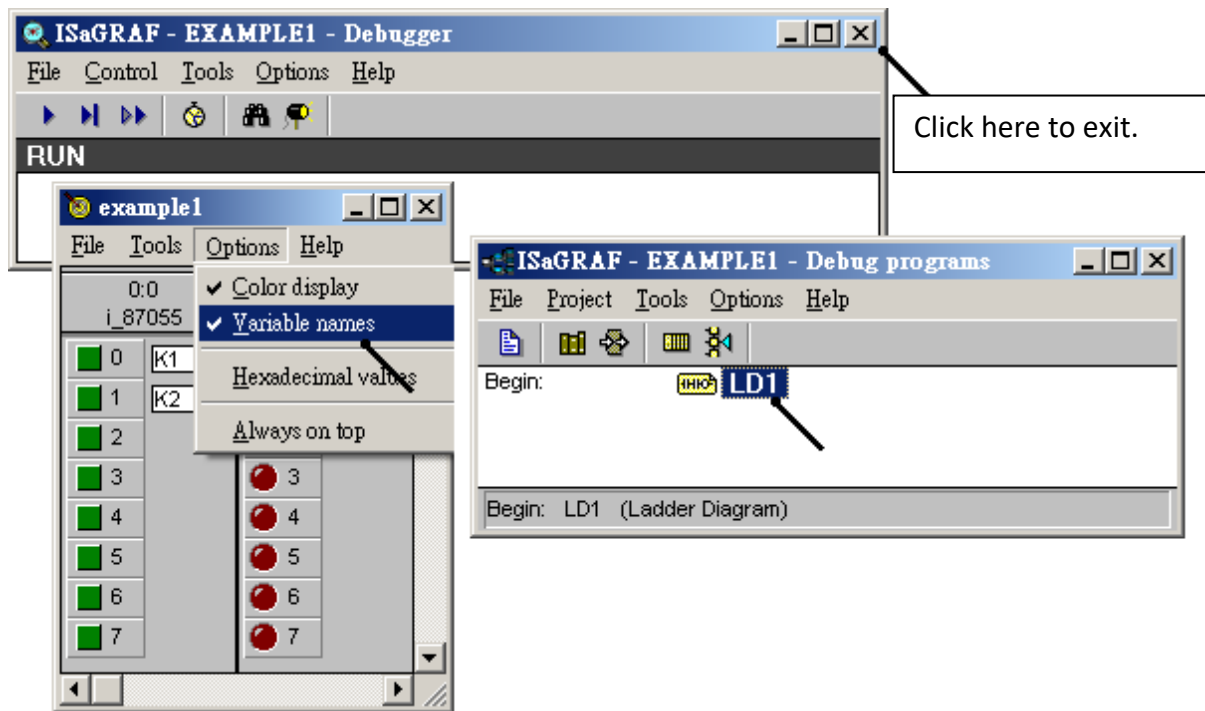 ISaGRAF - EXAMPLE1 - Debugger
File Control Tools Options Help
Click here to exit.
RUN
example1
File Tools Options Help
0:0
i_87055
Color display
Variable names
Hexadecimal values
Always on top
0 K1
1 K2
2
3 3
4 4
5 5
6 6
7 7
ISaGRAF - EXAMPLE1 - Debug programs
File Project Tools Options Help
Begin: LD1
Begin: LD1 (Ladder Diagram)